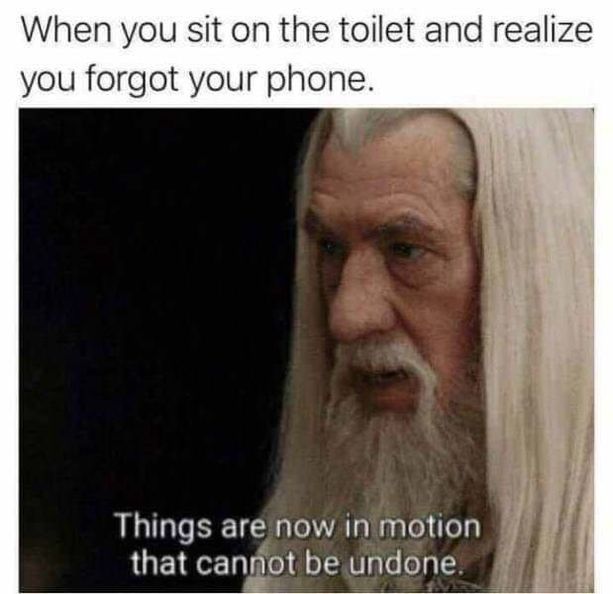 When you sit on the toilet and realize
you forgot your phone.
Things are now in motion
that cannot be undone.